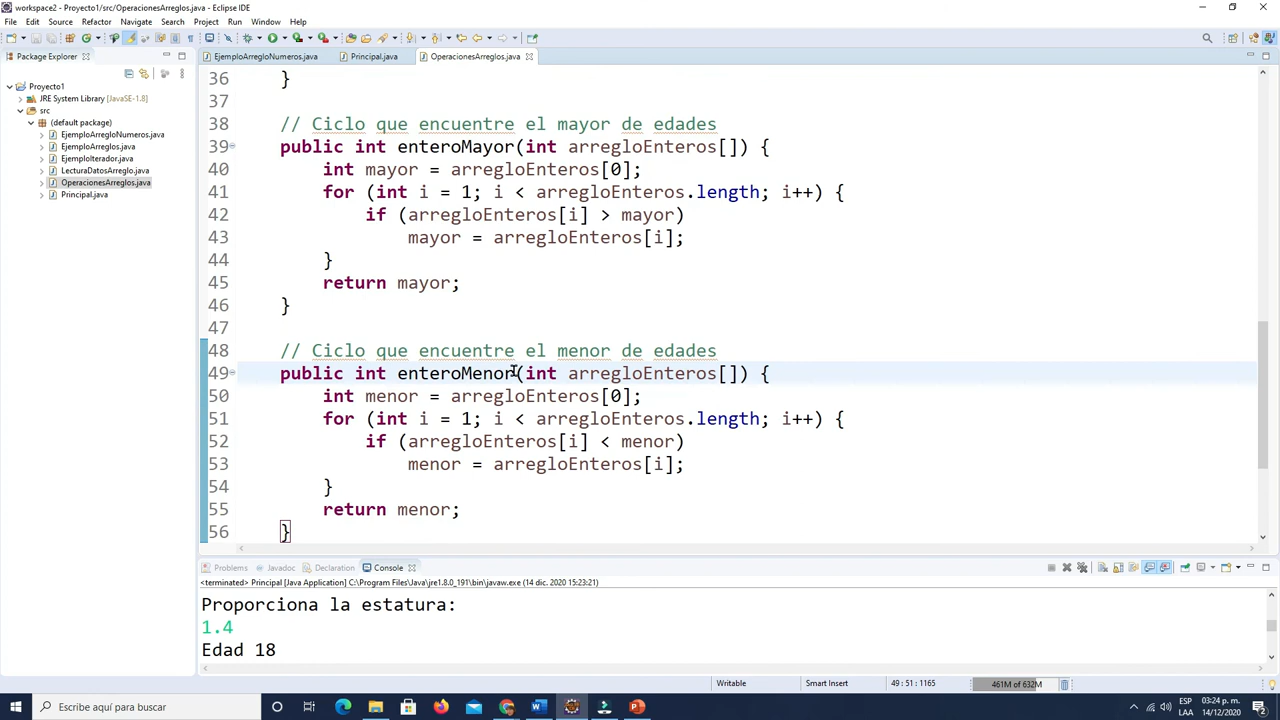 workspace2 - Proyecto1/src/OperacionesArreglos.java - Eclipse IDE
File Edit Source Refactor Navigate Search Project Run Window Help
Package Explorer
EjemploArregloNumeros.java
Principal.java
OperacionesArreglos.java
Proyecto1
JRE System Library [JavaSE-1.8]
src
(default package)
EjemploArregloNumeros.java
EjemploArreglos.java
EjemploIterador.java
LecturaDatosArreglo.java
OperacionesArreglos.java
Principal.java
36 }
37
38 // Ciclo que encuentre el mayor de edades
39 public int enteroMayor(int arregloEnteros[]) {
40 int mayor = arregloEnteros[0];
41 for (int i = 1; i < arregloEnteros.length; i++) {
42 if (arregloEnteros[i] > mayor)
43 mayor = arregloEnteros[i];
44 }
45 return mayor;
46 }
47
48 // Ciclo que encuentre el menor de edades
49 public int enteroMenor(int arregloEnteros[]) {
50 int menor = arregloEnteros[0];
51 for (int i = 1; i < arregloEnteros.length; i++) {
52 if (arregloEnteros[i] < menor)
53 menor = arregloEnteros[i];
54 }
55 return menor;
56 }
Problems Javadoc Declaration Console
<terminated> Principal [Java Application] C:\Program Files\Java\jre1.8.0_191\bin\javaw.exe (14 dic. 2020 15:23:21)
Proporciona la estatura:
1.4
Edad 18
Writable
Smart Insert
49 : 51 : 1165
461M of 632M
Escribe aquí para buscar
ESP
LAA
03:24 p. m.
14/12/2020
2